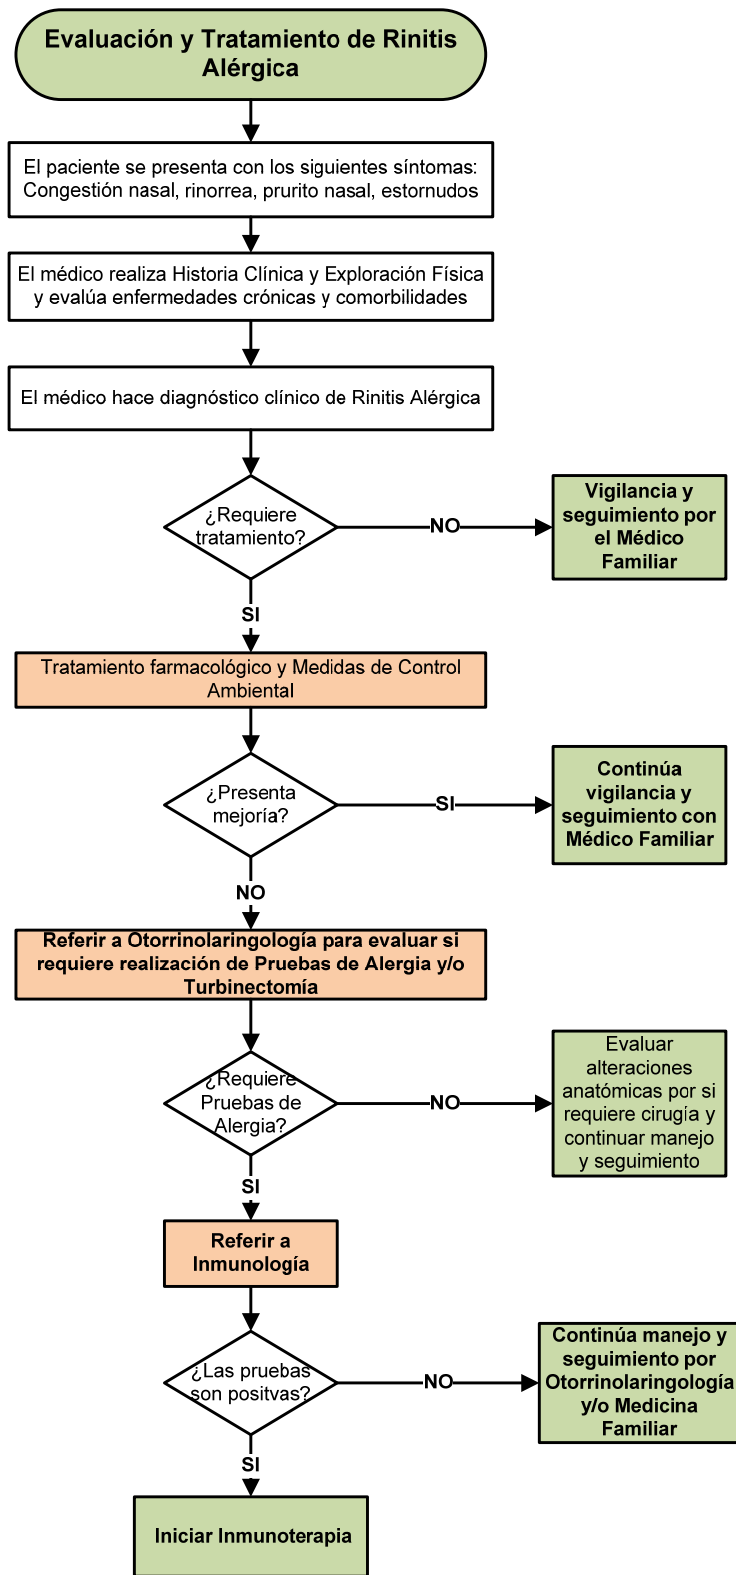 Evaluación y Tratamiento de Rinitis
Alérgica
El paciente se presenta con los siguientes síntomas:
Congestión nasal, rinorrea, prurito nasal, estornudos
El médico realiza Historia Clínica y Exploración Física
y evalúa enfermedades crónicas y comorbilidades
El médico hace diagnóstico clínico de Rinitis Alérgica
¿Requiere
tratamiento?
NO
Vigilancia y
seguimiento por
el Médico
Familiar
SI
Tratamiento farmacológico y Medidas de Control
Ambiental
¿Presenta
mejoría?
SI
Continúa
vigilancia y
seguimiento con
Médico Familiar
NO
Referir a Otorrinolaringología para evaluar si
requiere realización de Pruebas de Alergia y/o
Turbinectomía
¿Requiere
Pruebas de
Alergia?
NO
Evaluar
alteraciones
anatómicas por si
requiere cirugía y
continuar manejo
y seguimiento
SI
Referir a
Inmunología
¿Las pruebas
son positvas?
NO
Continúa manejo y
seguimiento por
Otorrinolaringología
y/o Medicina
Familiar
SI
Iniciar Inmunoterapia